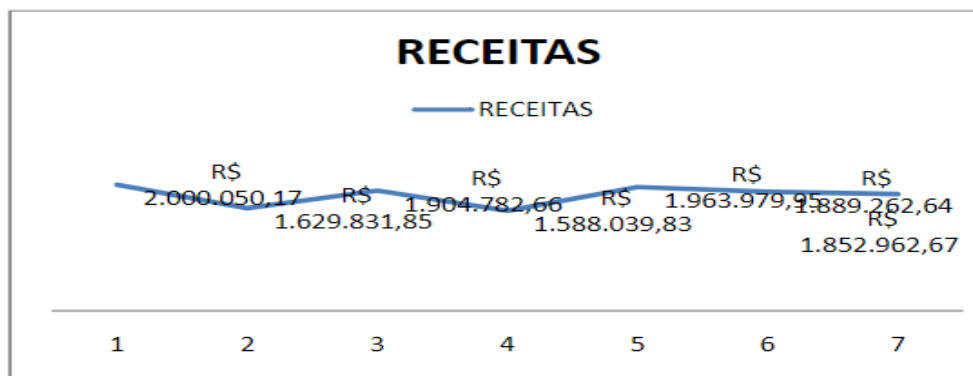 RECEITAS
RECEITAS
R$
2.000.050,17
R$
1.629.831,85
R$
1.904.782,66
R$
1.588.039,83
R$
1.963.979,95
R$
1.889.262,64
R$
1.852.962,67
1 2 3 4 5 6 7